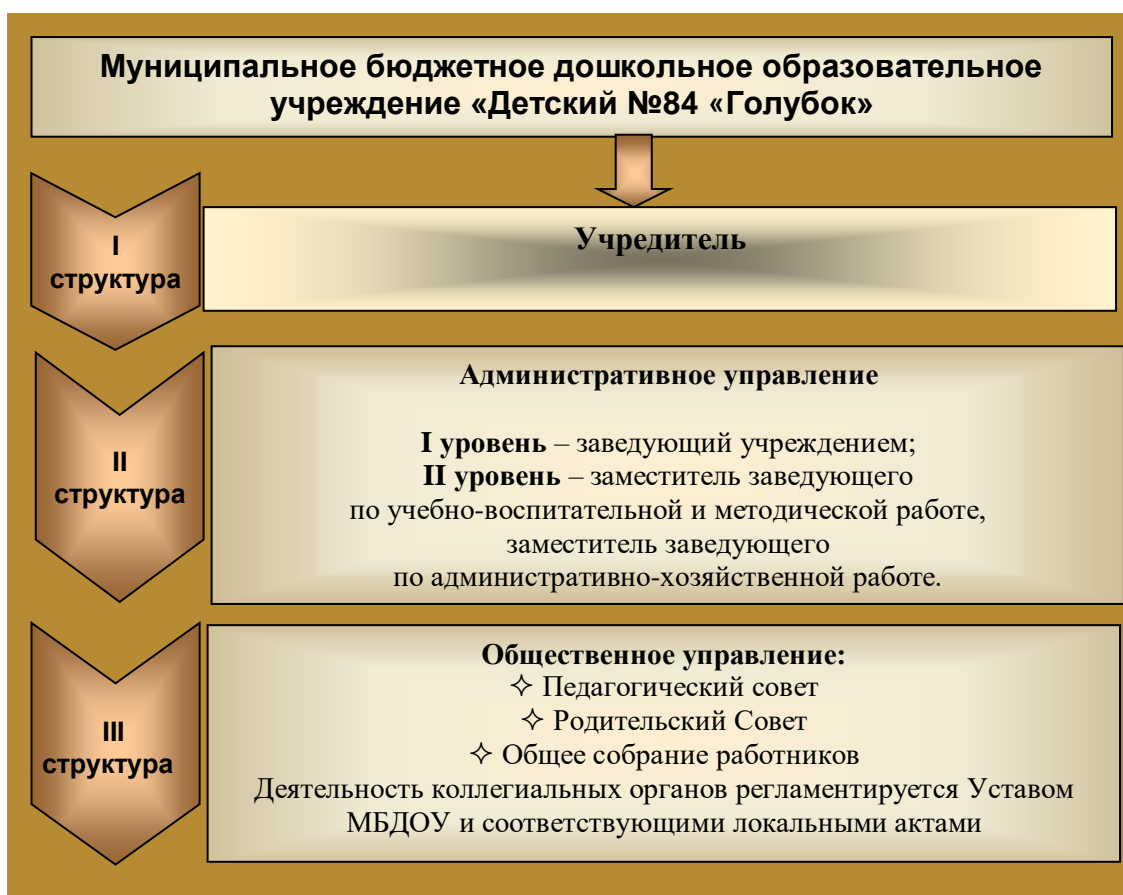 Муниципальное бюджетное дошкольное образовательное
учреждение «Детский №84 «Голубок»
I
структура
Учредитель
II
структура
Административное управление
I уровень – заведующий учреждением;
II уровень – заместитель заведующего
по учебно-воспитательной и методической работе,
заместитель заведующего
по административно-хозяйственной работе.
III
структура
Общественное управление:
✧ Педагогический совет
✧ Родительский Совет
✧ Общее собрание работников
Деятельность коллегиальных органов регламентируется Уставом
МБДОУ и соответствующими локальными актами